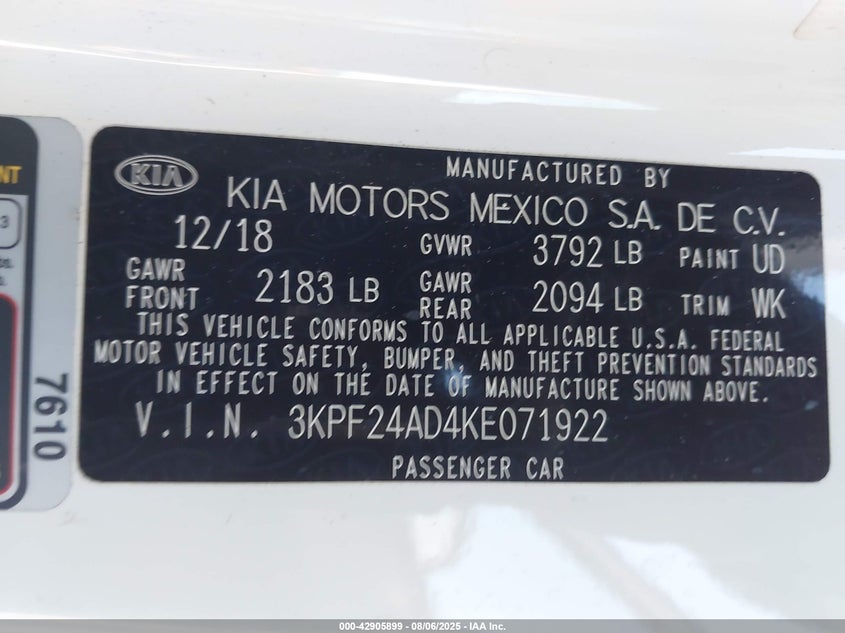 KIA
MANUFACTURED BY
KIA MOTORS MEXICO S.A. DE C.V.
12/18 GVWR 3792 LB PAINT UD
GAWR FRONT 2183 LB GAWR REAR 2094 LB TRIM WK
THIS VEHICLE CONFORMS TO ALL APPLICABLE U.S.A. FEDERAL
MOTOR VEHICLE SAFETY, BUMPER, AND THEFT PREVENTION STANDARDS
IN EFFECT ON THE DATE OF MANUFACTURE SHOWN ABOVE.
V.I.N. 3KPF24AD4KE071922
PASSENGER CAR
NT
3
7610
000-42905899 - 08/06/2025 - IAA Inc.